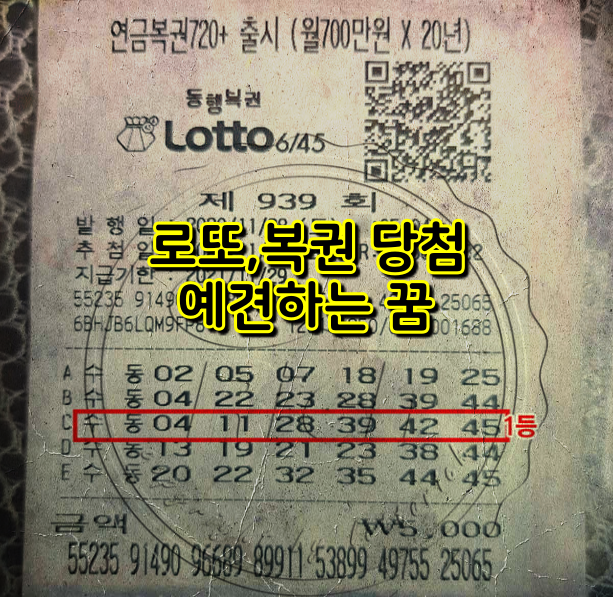 연금복권720+ 출시 (월700만원 X 20년)
동행복권
Lotto 6/45
제 939 회
발 행 일 :
로또,복권 당첨
추 첨 일
지급기한 :
예견하는 꿈
55235 25065
A 수 동 02 05 07 18 19 25
B 수 동 04 22 23 28 39 44
C 수 동 04 11 28 39 42 45 1등
D 수 동 13 19 21 23 38 44
E 수 동 20 22 32 35 44 45
금 액 ₩5,000
55235 91490 96689 89911 53899 49755 25065